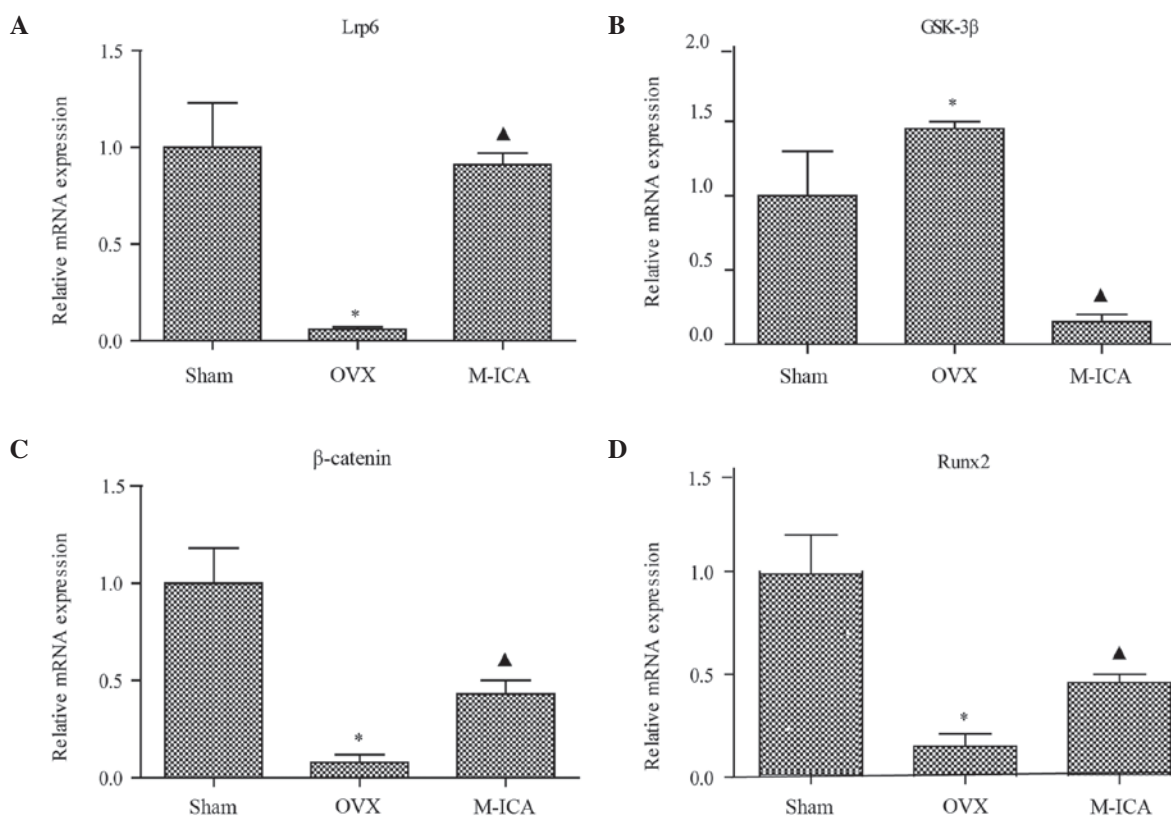 A
Lrp6
Relative mRNA expression
1.5
1.0
0.5
0.0
*
▲
Sham OVX M-ICA
B
GSK-3β
Relative mRNA expression
2.0
1.5
1.0
0.5
0.0
*
▲
Sham OVX M-ICA
C
β-catenin
Relative mRNA expression
1.5
1.0
0.5
0.0
*
▲
Sham OVX M-ICA
D
Runx2
Relative mRNA expression
1.5
1.0
0.5
0.0
*
▲
Sham OVX M-ICA